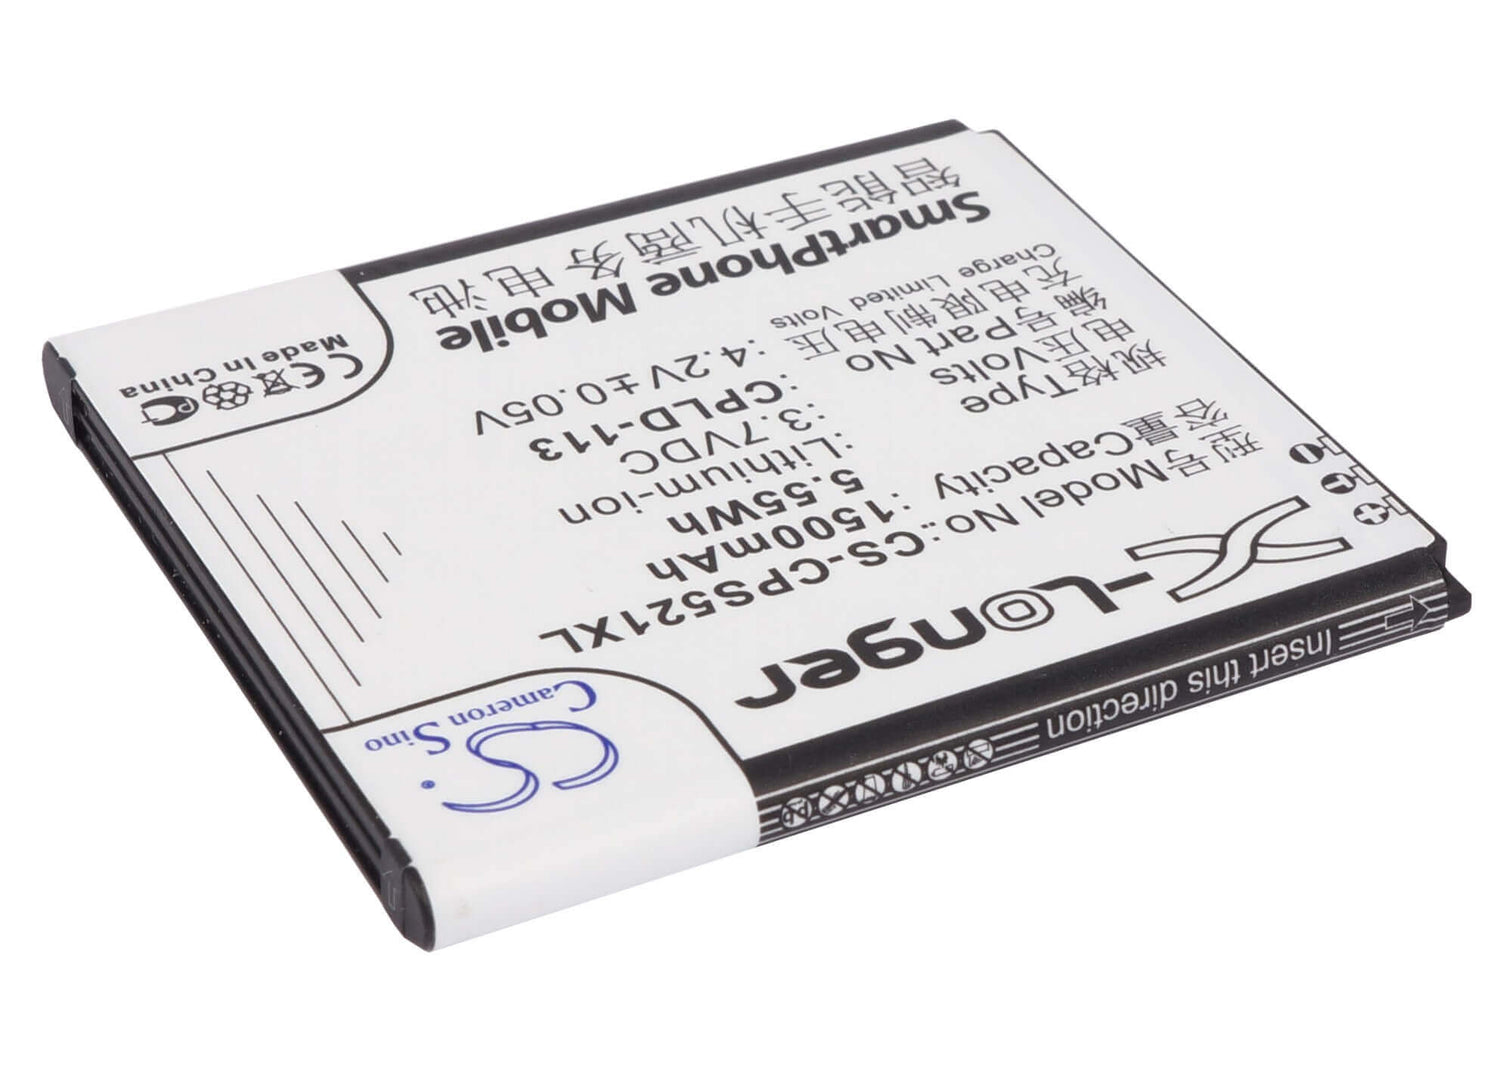 X-Longer
型号Model No.: CS-CPS521XL
容量Capacity :1500mAh
5.55Wh
规格Type :Lithium-ion
电压Volts :3.7VDC
编号Part No :CPLD-113
充电限制电压 :4.2V±0.05V
Charge Limited Volts
SmartPhone Mobile
智能手机商务电池
CS.
Cameron Sino
Made In China
CE
Insert this direction